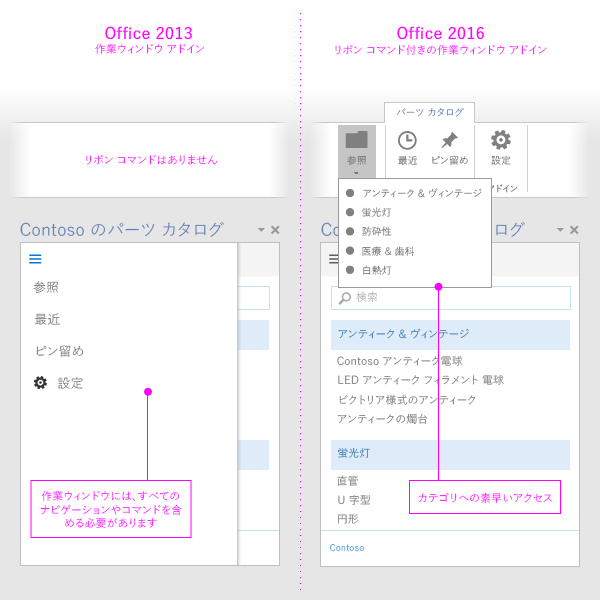 Office 2013
作業ウィンドウ アドイン
リボン コマンドはありません
Contoso のパーツ カタログ
参照
最近
ピン留め
設定
作業ウィンドウには、すべての
ナビゲーションやコマンドを含
める必要があります
Office 2016
リボン コマンド付きの作業ウィンドウ アドイン
パーツ カタログ
参照
最近
ピン留め
設定
アドイン
アンティーク & ヴィンテージ
蛍光灯
防砕性
医療 & 歯科
白熱灯
検索
アンティーク & ヴィンテージ
Contoso アンティーク電球
LED アンティーク フィラメント 電球
ビクトリア様式のアンティーク
アンティークの燭台
蛍光灯
直管
U 字型
円形
カテゴリへの素早いアクセス
Contoso